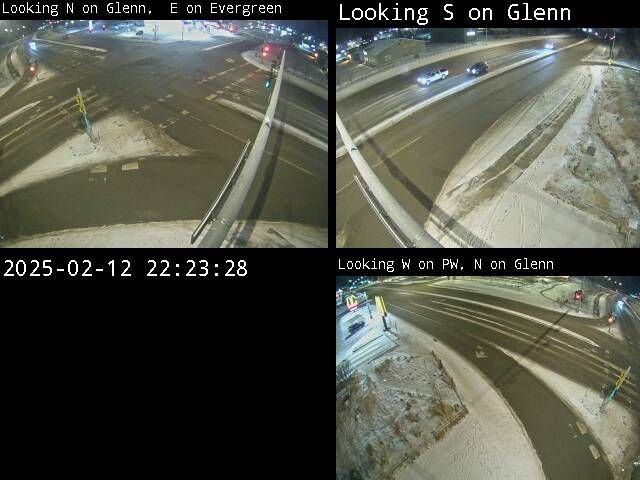 Looking N on Glenn,  E on Evergreen
Looking S on Glenn
2025-02-12 22:23:28
Looking W on PW, N on Glenn